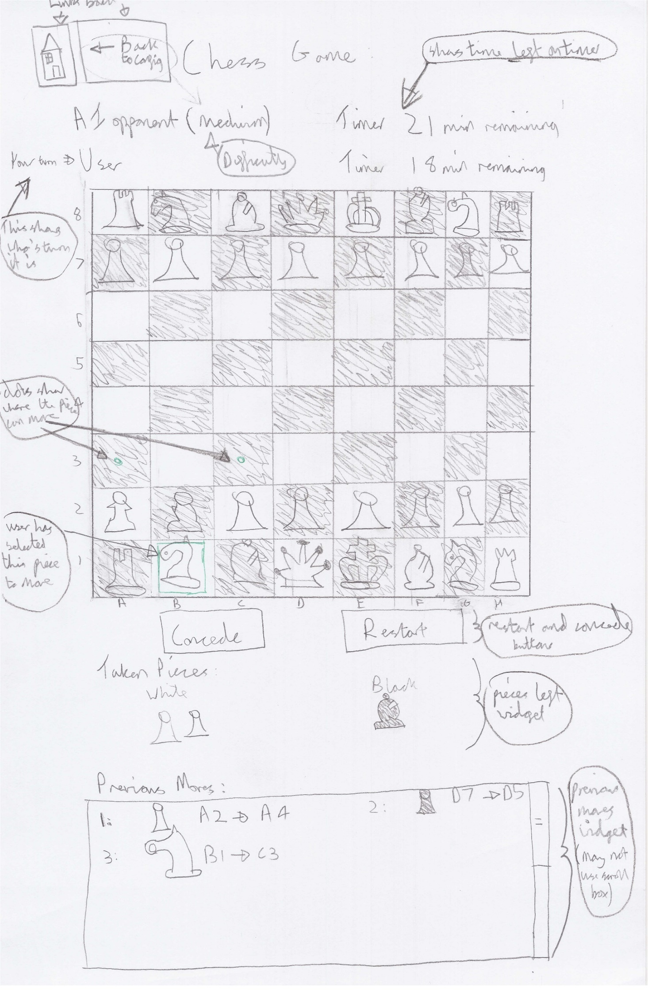 Links back
← Back
to config
Chess Game:
shows time left on timer
AI opponent (Medium)
Timer 21 min remaining
Difficulty
Your turn → User
Timer 18 min remaining
This shows
who's turn
it is
8
7
6
5
4
3
2
1
dots show
where the piece
can move
user has
selected
this piece
to move
A B C D E F G H
Concede
Restart
restart and concede
buttons
Taken Pieces:
White
Black
pieces left
widget
Previous Moves:
1: A2 → A4
2: D7 → D5
3: B1 → C3
previous
moves
widget
(may not
use scroll
box)